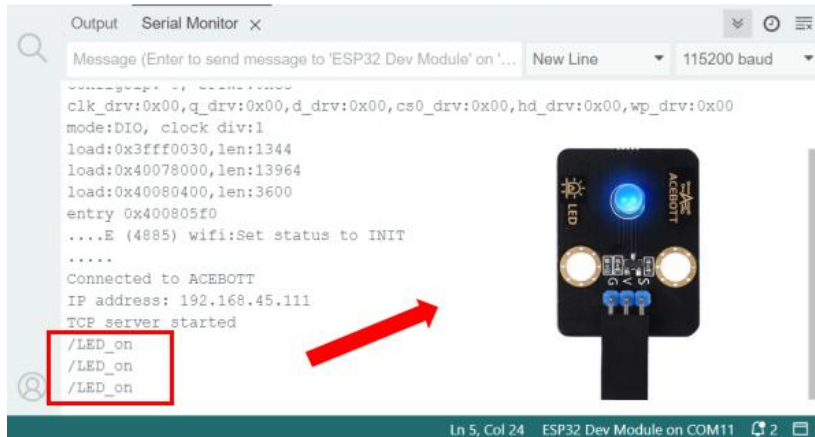 Output Serial Monitor ×
Message (Enter to send message to 'ESP32 Dev Module' on '... New Line 115200 baud
clk_drv:0x00,q_drv:0x00,d_drv:0x00,cs0_drv:0x00,hd_drv:0x00,wp_drv:0x00
mode:DIO, clock div:1
load:0x3fff0030,len:1344
load:0x40078000,len:13964
load:0x40080400,len:3600
entry 0x400805f0
....E (4885) wifi:Set status to INIT
.....
Connected to ACEBOTT
IP address: 192.168.45.111
TCP server started
/LED_on
/LED_on
/LED_on
LED
ACEBOTT
G V S
Ln 5, Col 24 ESP32 Dev Module on COM11 2